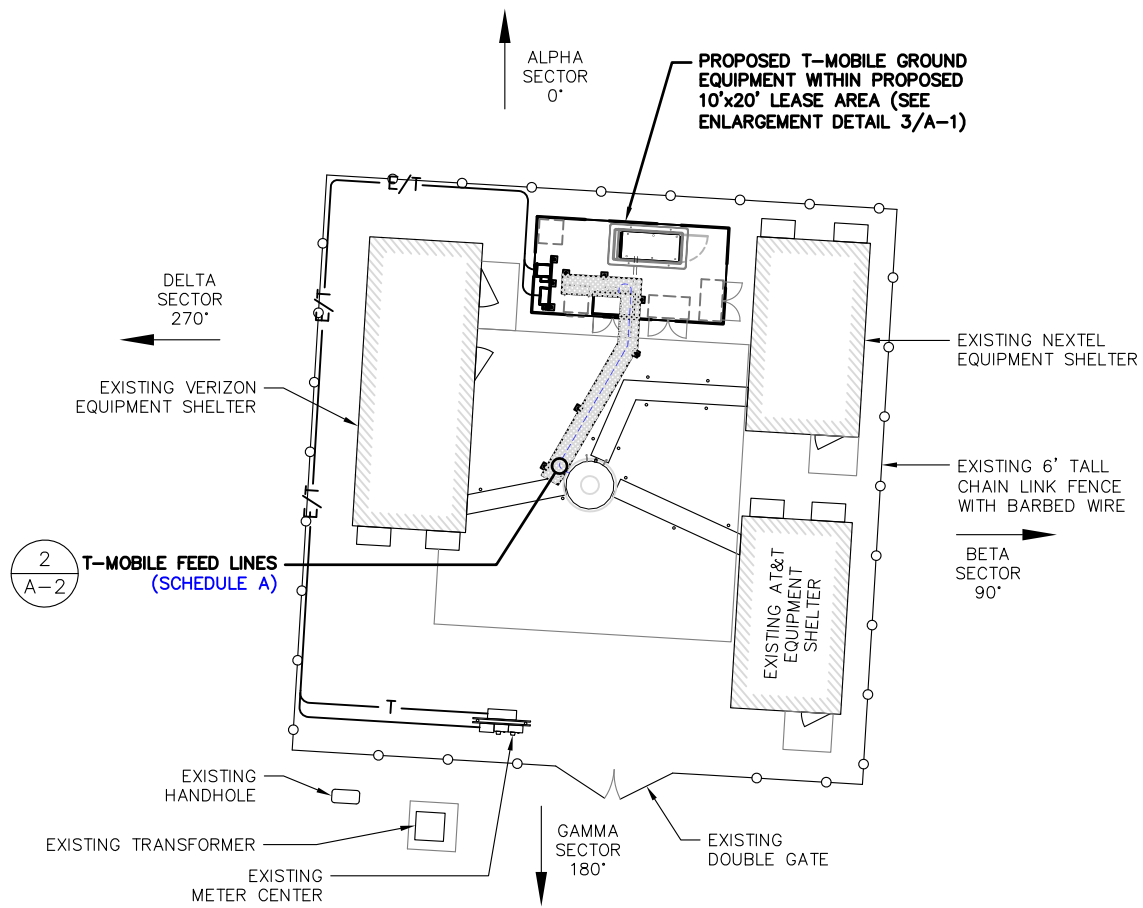 ALPHA
SECTOR
0°
PROPOSED T-MOBILE GROUND
EQUIPMENT WITHIN PROPOSED
10'x20' LEASE AREA (SEE
ENLARGEMENT DETAIL 3/A-1)
E/T
DELTA
SECTOR
270°
E/T
EXISTING NEXTEL
EQUIPMENT SHELTER
EXISTING VERIZON
EQUIPMENT SHELTER
EXISTING 6' TALL
CHAIN LINK FENCE
WITH BARBED WIRE
E/T
BETA
SECTOR
90°
2
A-2
T-MOBILE FEED LINES
(SCHEDULE A)
EXISTING AT&T
EQUIPMENT
SHELTER
T
EXISTING
HANDHOLE
EXISTING TRANSFORMER
GAMMA
SECTOR
180°
EXISTING
DOUBLE GATE
EXISTING
METER CENTER